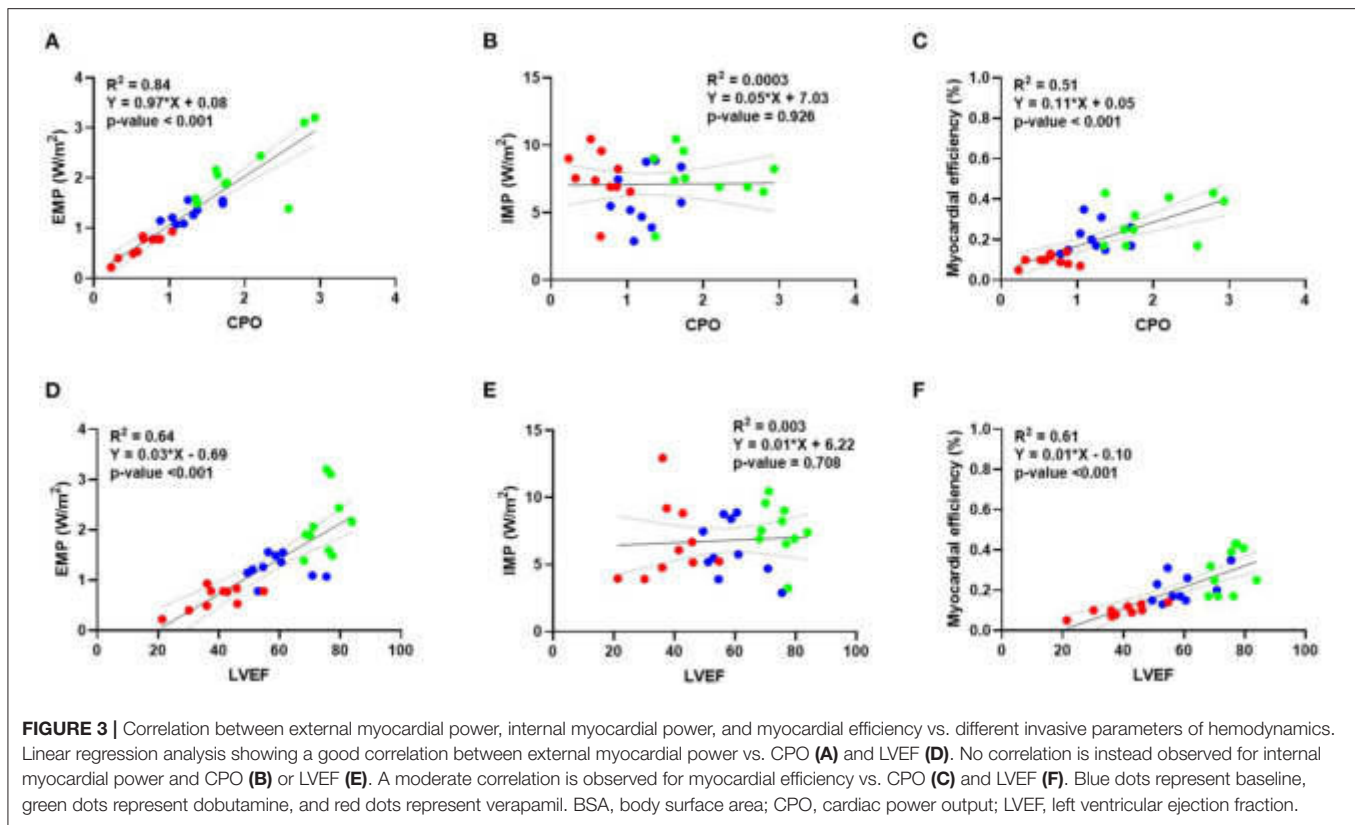 A
R² = 0.84
Y = 0.97*X + 0.08
p-value < 0.001
EMP (W/m²)
4
3
2
1
0
0 1 2 3 4
CPO
B
R² = 0.0003
Y = 0.05*X + 7.03
p-value = 0.926
IMP (W/m²)
15
10
5
0
0 1 2 3 4
CPO
C
R² = 0.51
Y = 0.11*X + 0.05
p-value < 0.001
Myocardial efficiency (%)
1.0
0.8
0.6
0.4
0.2
0.0
0 1 2 3 4
CPO
D
R² = 0.64
Y = 0.03*X - 0.69
p-value <0.001
EMP (W/m²)
4
3
2
1
0
0 20 40 60 80 100
LVEF
E
R² = 0.003
Y = 0.01*X + 6.22
p-value = 0.708
IMP (W/m²)
15
10
5
0
0 20 40 60 80 100
LVEF
F
R² = 0.61
Y = 0.01*X - 0.10
p-value <0.001
Myocardial efficiency (%)
1.0
0.8
0.6
0.4
0.2
0.0
0 20 40 60 80 100
LVEF
FIGURE 3 | Correlation between external myocardial power, internal myocardial power, and myocardial efficiency vs. different invasive parameters of hemodynamics.
Linear regression analysis showing a good correlation between external myocardial power vs. CPO (A) and LVEF (D). No correlation is instead observed for internal
myocardial power and CPO (B) or LVEF (E). A moderate correlation is observed for myocardial efficiency vs. CPO (C) and LVEF (F). Blue dots represent baseline,
green dots represent dobutamine, and red dots represent verapamil. BSA, body surface area; CPO, cardiac power output; LVEF, left ventricular ejection fraction.